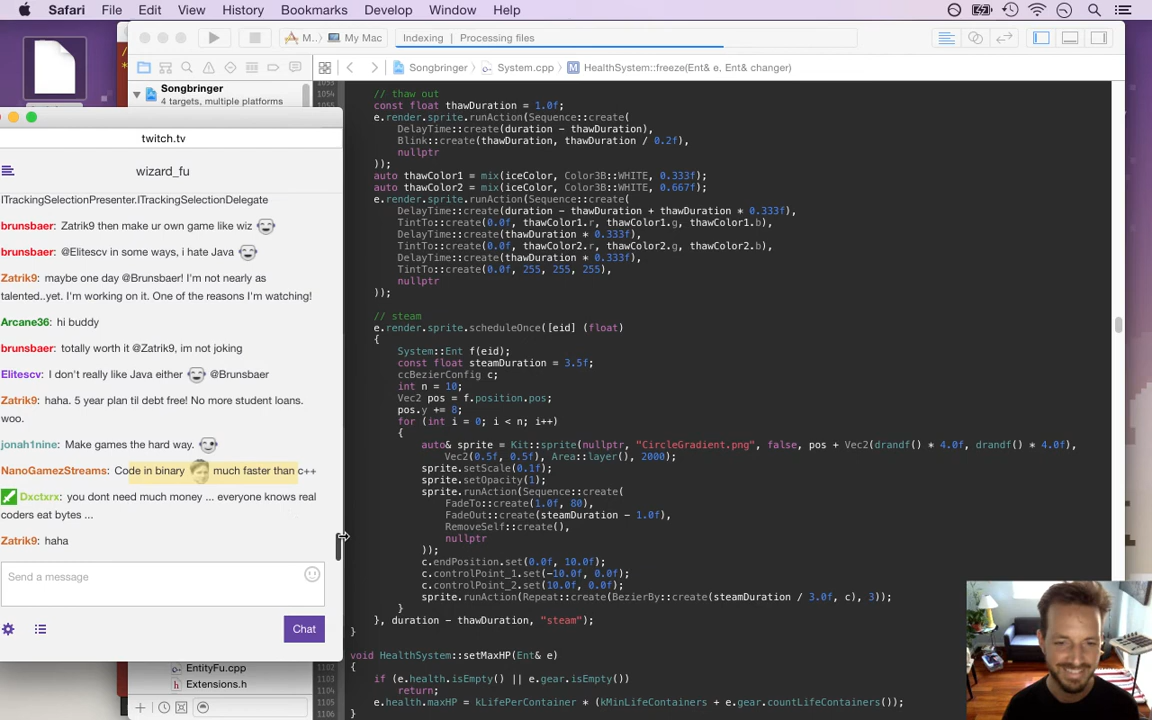 Safari File Edit View History Bookmarks Develop Window Help
M.. My Mac Indexing | Processing files
Songbringer System.cpp M HealthSystem::freeze(Ent& e, Ent& changer)
Songbringer
4 targets, multiple platforms
twitch.tv
wizard_fu
ITrackingSelectionPresenter.ITrackingSelectionDelegate
brunsbaer: Zatrik9 then make ur own game like wiz
brunsbaer: @Elitescv in some ways, i hate Java
Zatrik9: maybe one day @Brunsbaer! I'm not nearly as
talented..yet. I'm working on it. One of the reasons I'm watching!
Arcane36: hi buddy
brunsbaer: totally worth it @Zatrik9, im not joking
Elitescv: I don't really like Java either @Brunsbaer
Zatrik9: haha. 5 year plan til debt free! No more student loans.
woo.
jonah1nine: Make games the hard way.
NanoGamezStreams: Code in binary much faster than c++
Dxctxrx: you dont need much money ... everyone knows real
coders eat bytes ...
Zatrik9: haha
Send a message
Chat
EntityFu.cpp
Extensions.h
1054 // thaw out
const float thawDuration = 1.0f;
e.render.sprite.runAction(Sequence::create(
DelayTime::create(duration - thawDuration),
Blink::create(thawDuration, thawDuration / 0.2f),
nullptr
));
auto thawColor1 = mix(iceColor, Color3B::WHITE, 0.333f);
auto thawColor2 = mix(iceColor, Color3B::WHITE, 0.667f);
e.render.sprite.runAction(Sequence::create(
DelayTime::create(duration - thawDuration + thawDuration * 0.333f),
TintTo::create(0.0f, thawColor1.r, thawColor1.g, thawColor1.b),
DelayTime::create(thawDuration * 0.333f),
TintTo::create(0.0f, thawColor2.r, thawColor2.g, thawColor2.b),
DelayTime::create(thawDuration * 0.333f),
TintTo::create(0.0f, 255, 255, 255),
nullptr
));
// steam
e.render.sprite.scheduleOnce([eid] (float)
{
System::Ent f(eid);
const float steamDuration = 3.5f;
ccBezierConfig c;
int n = 10;
Vec2 pos = f.position.pos;
pos.y += 8;
for (int i = 0; i < n; i++)
{
auto& sprite = Kit::sprite(nullptr, "CircleGradient.png", false, pos + Vec2(drandf() * 4.0f, drandf() * 4.0f),
Vec2(0.5f, 0.5f), Area::layer(), 2000);
sprite.setScale(0.1f);
sprite.setOpacity(1);
sprite.runAction(Sequence::create(
FadeTo::create(1.0f, 80),
FadeOut::create(steamDuration - 1.0f),
RemoveSelf::create(),
nullptr
));
c.endPosition.set(0.0f, 10.0f);
c.controlPoint_1.set(-10.0f, 0.0f);
c.controlPoint_2.set(10.0f, 0.0f);
sprite.runAction(Repeat::create(BezierBy::create(steamDuration / 3.0f, c), 3));
}
}, duration - thawDuration, "steam");
}
void HealthSystem::setMaxHP(Ent& e)
1102 {
1103 if (e.health.isEmpty() || e.gear.isEmpty())
1104 return;
1105 e.health.maxHP = kLifePerContainer * (kMinLifeContainers + e.gear.countLifeContainers());
1106 }